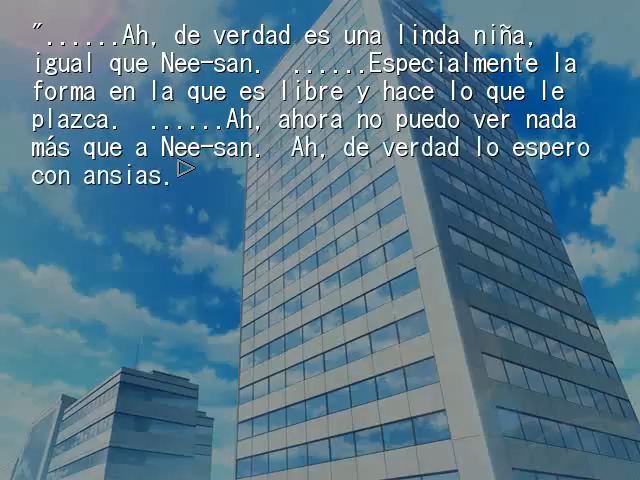 "......Ah, de verdad es una linda niña,
igual que Nee-san.  ......Especialmente la
forma en la que es libre y hace lo que le
plazca.  ......Ah, ahora no puedo ver nada
más que a Nee-san.  Ah, de verdad lo espero
con ansias.